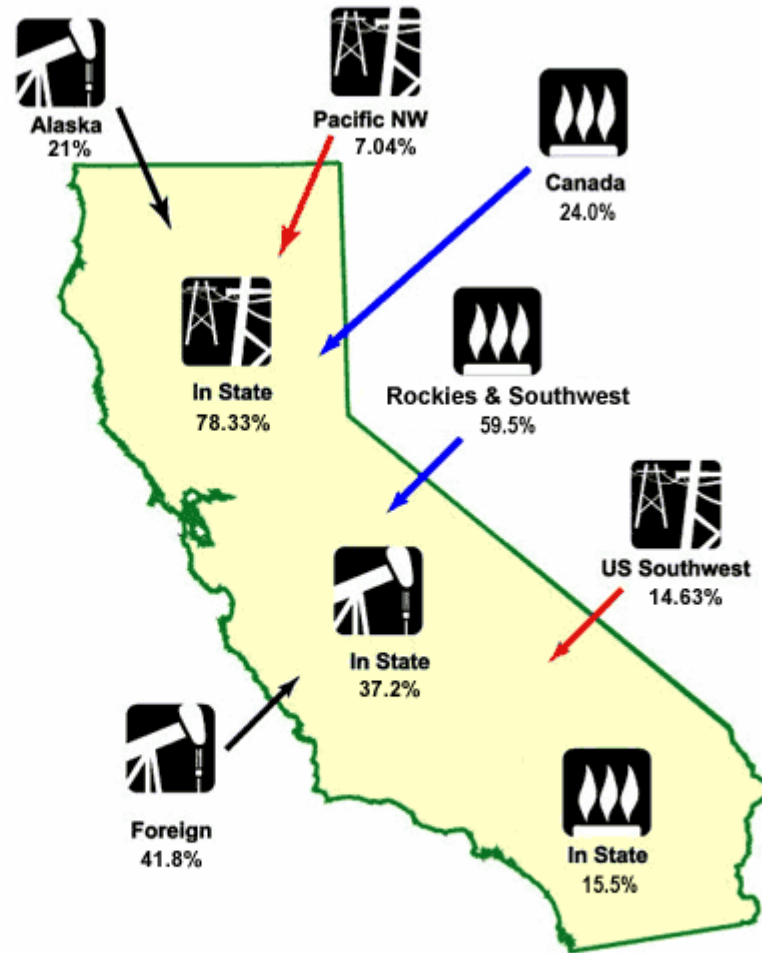 Alaska
21%
Pacific NW
7.04%
Canada
24.0%
In State
78.33%
Rockies & Southwest
59.5%
US Southwest
14.63%
In State
37.2%
Foreign
41.8%
In State
15.5%